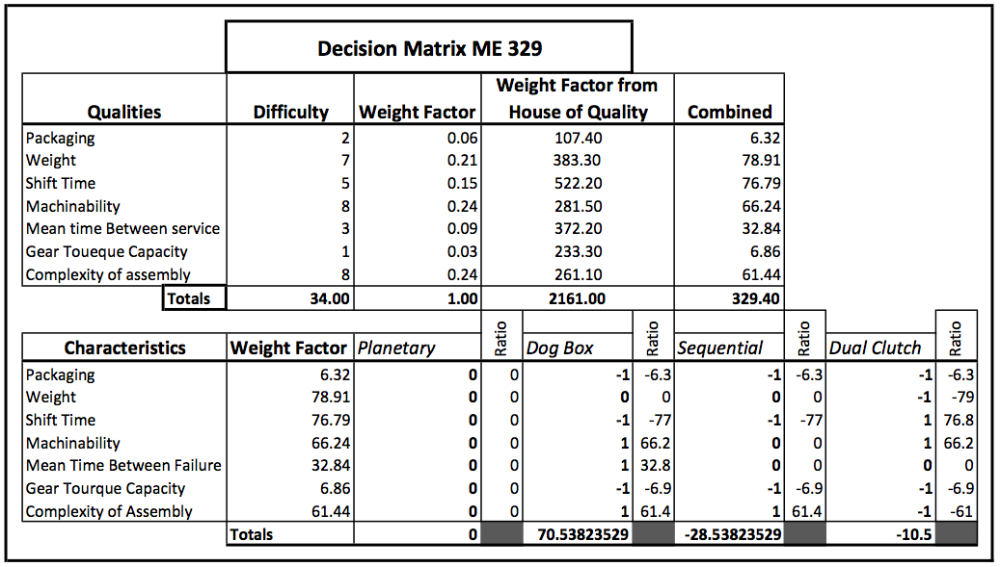 Decision Matrix ME 329
Weight Factor from
Qualities Difficulty Weight Factor House of Quality Combined
Packaging 2 0.06 107.40 6.32
Weight 7 0.21 383.30 78.91
Shift Time 5 0.15 522.20 76.79
Machinability 8 0.24 281.50 66.24
Mean time Between service 3 0.09 372.20 32.84
Gear Toueque Capacity 1 0.03 233.30 6.86
Complexity of assembly 8 0.24 261.10 61.44
Totals 34.00 1.00 2161.00 329.40
Characteristics Weight Factor Planetary Ratio Dog Box Ratio Sequential Ratio Dual Clutch Ratio
Packaging 6.32 0 0 -1 -6.3 -1 -6.3 -1 -6.3
Weight 78.91 0 0 0 0 0 0 -1 -79
Shift Time 76.79 0 0 -1 -77 -1 -77 1 76.8
Machinability 66.24 0 0 1 66.2 0 0 1 66.2
Mean Time Between Failure 32.84 0 0 1 32.8 0 0 0 0
Gear Tourque Capacity 6.86 0 0 -1 -6.9 -1 -6.9 -1 -6.9
Complexity of Assembly 61.44 0 0 1 61.4 1 61.4 -1 -61
Totals 0 70.53823529 -28.53823529 -10.5